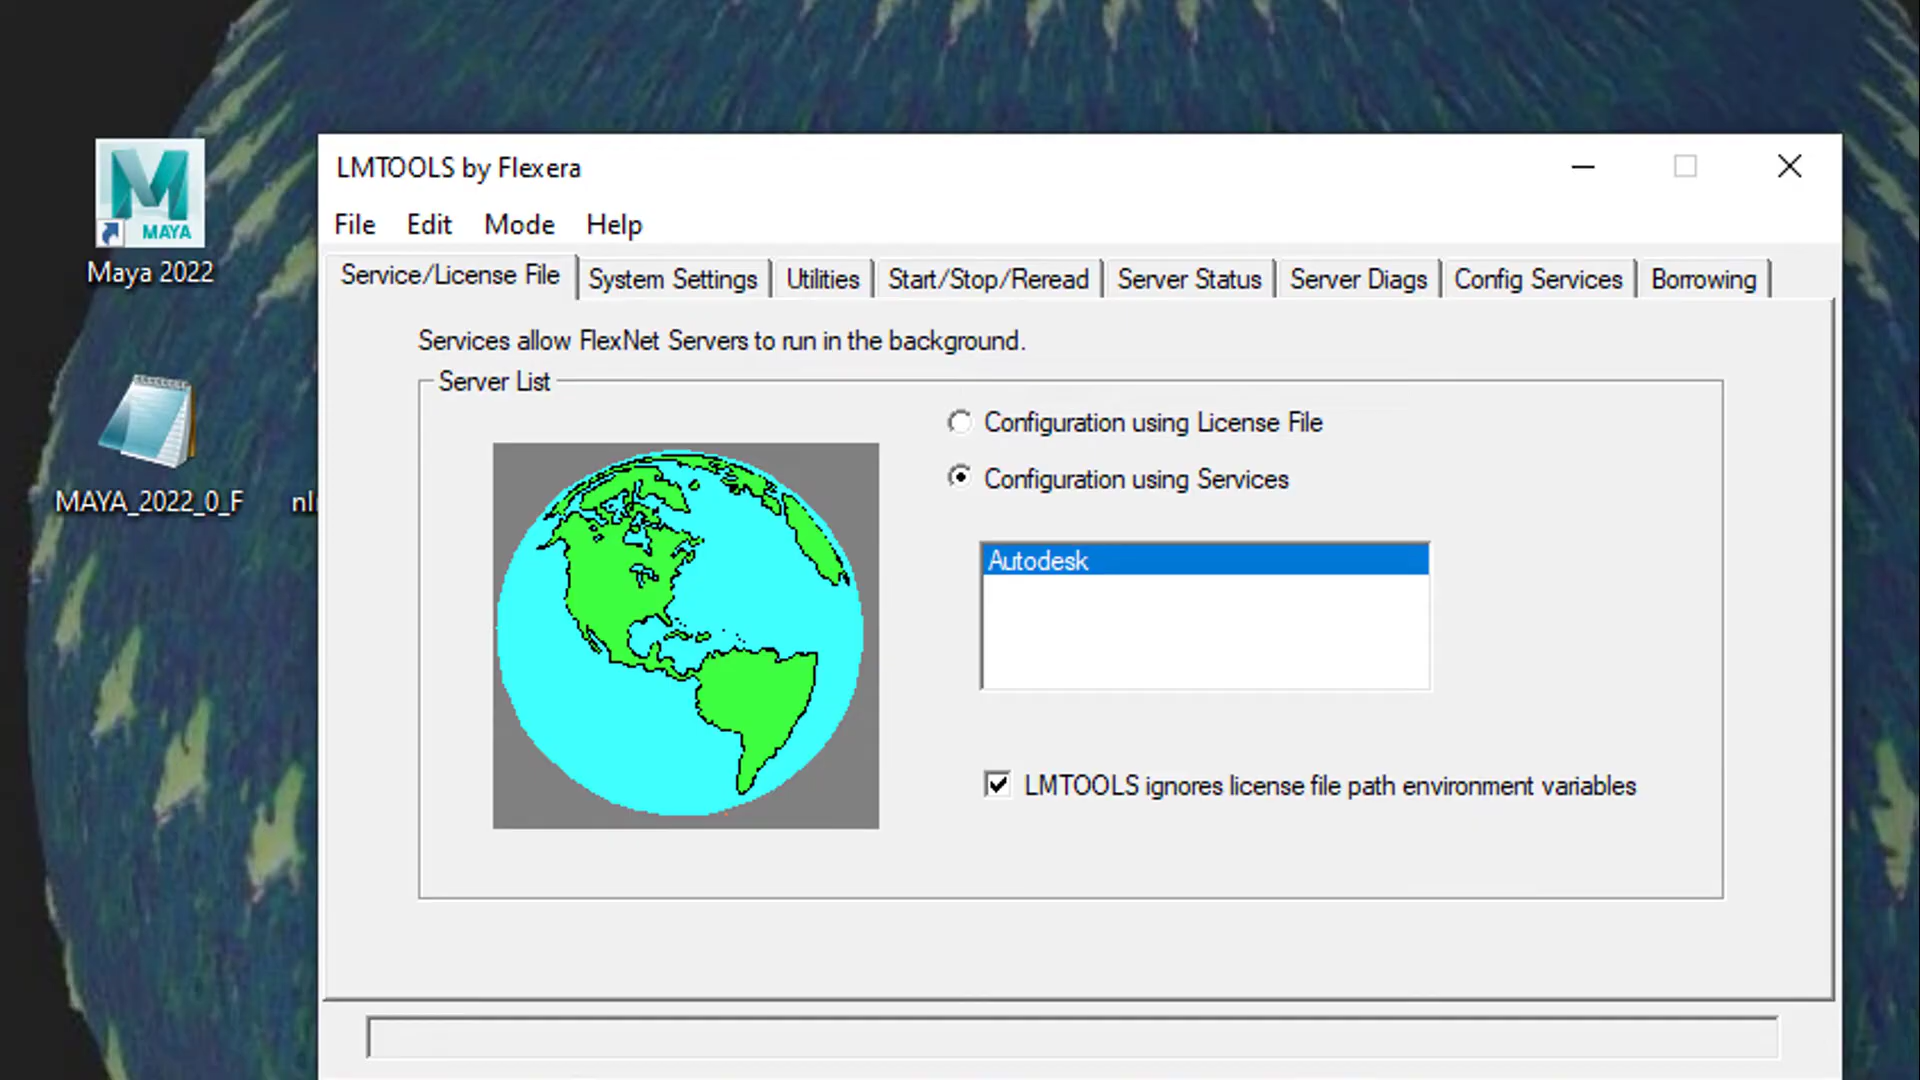 MAYA
Maya 2022
MAYA_2022_0_F
LMTOOLS by Flexera
File Edit Mode Help
Service/License File System Settings Utilities Start/Stop/Reread Server Status Server Diags Config Services Borrowing
Services allow FlexNet Servers to run in the background.
Server List
Configuration using License File
Configuration using Services
Autodesk
LMTOOLS ignores license file path environment variables